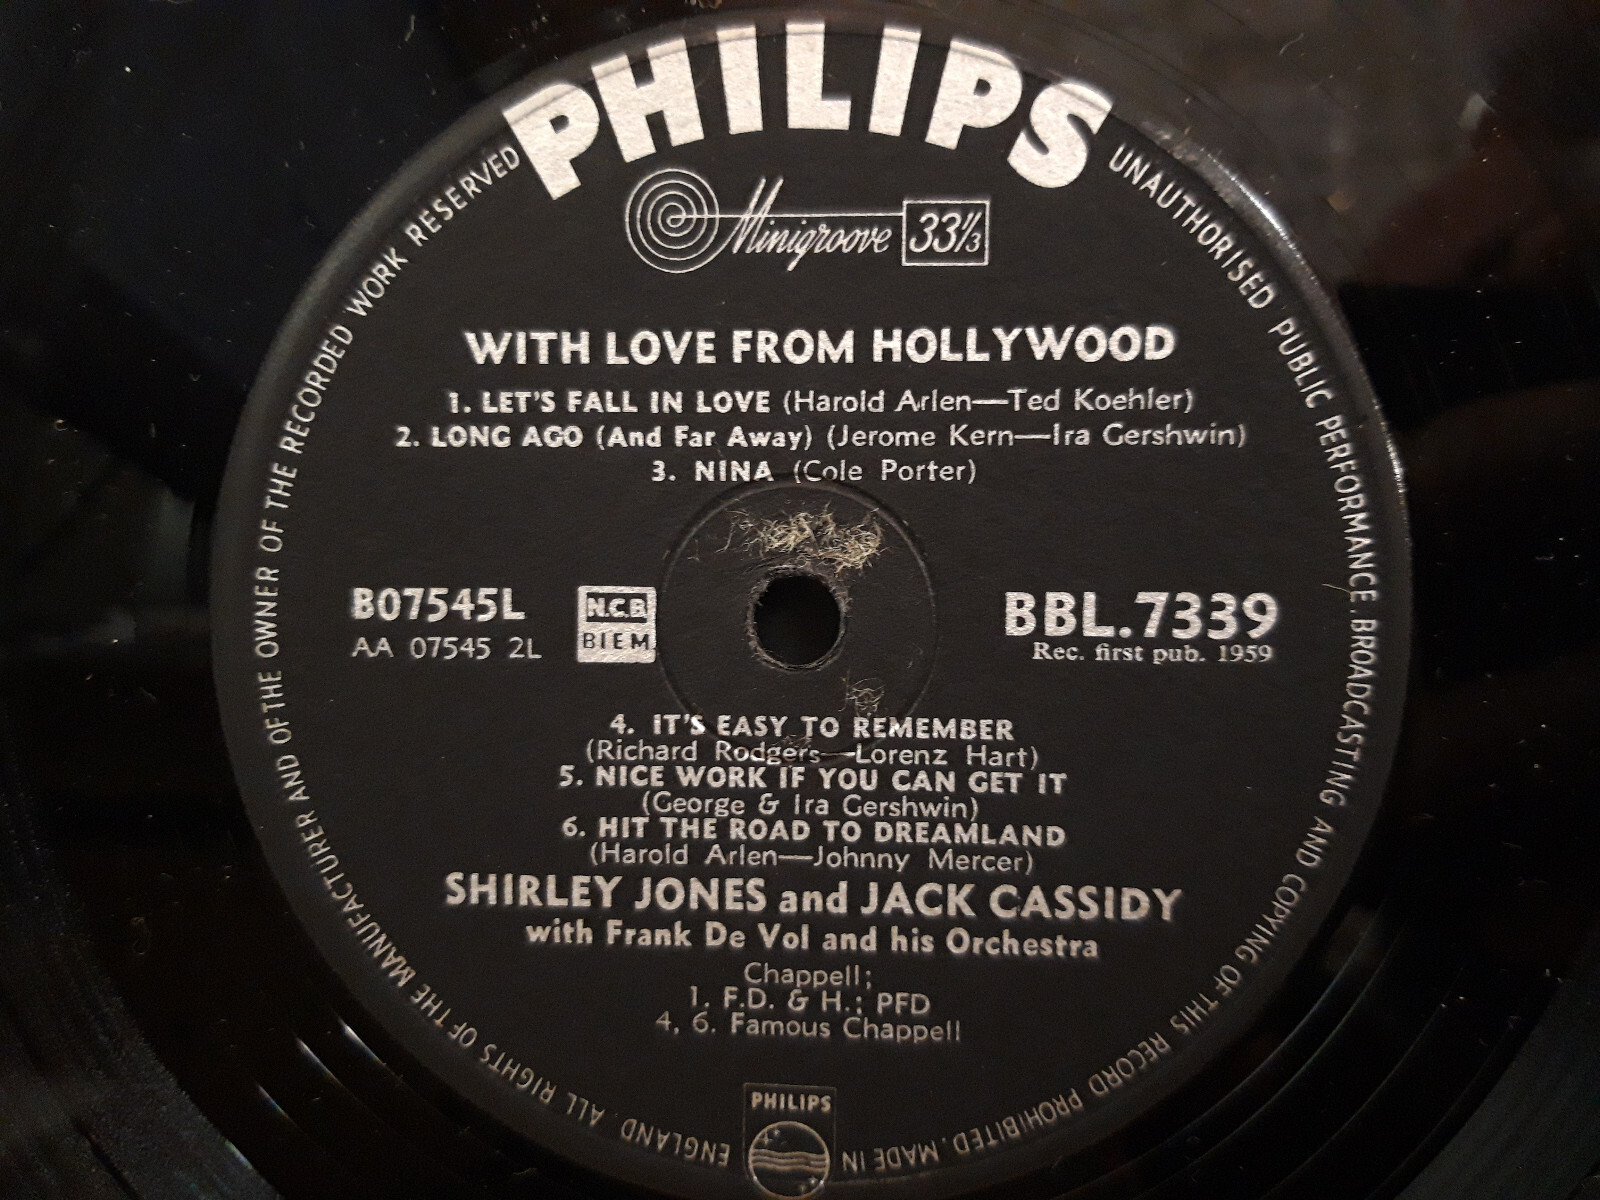 PHILIPS
Minigroove 33⅓
WITH LOVE FROM HOLLYWOOD
1. LET'S FALL IN LOVE (Harold Arlen—Ted Koehler)
2. LONG AGO (And Far Away) (Jerome Kern—Ira Gershwin)
3. NINA (Cole Porter)
B07545L
AA 07545 2L
N.C.B.
BIEM
BBL.7339
Rec. first pub. 1959
4. IT'S EASY TO REMEMBER
(Richard Rodgers—Lorenz Hart)
5. NICE WORK IF YOU CAN GET IT
(George & Ira Gershwin)
6. HIT THE ROAD TO DREAMLAND
(Harold Arlen—Johnny Mercer)
SHIRLEY JONES and JACK CASSIDY
with Frank De Vol and his Orchestra
Chappell;
1. F.D. & H.; PFD
4, 6. Famous Chappell
PHILIPS
ALL RIGHTS OF THE MANUFACTURER AND OF THE OWNER OF THE RECORDED WORK RESERVED
UNAUTHORISED PUBLIC PERFORMANCE, BROADCASTING AND COPYING OF THIS RECORD PROHIBITED. MADE IN ENGLAND.